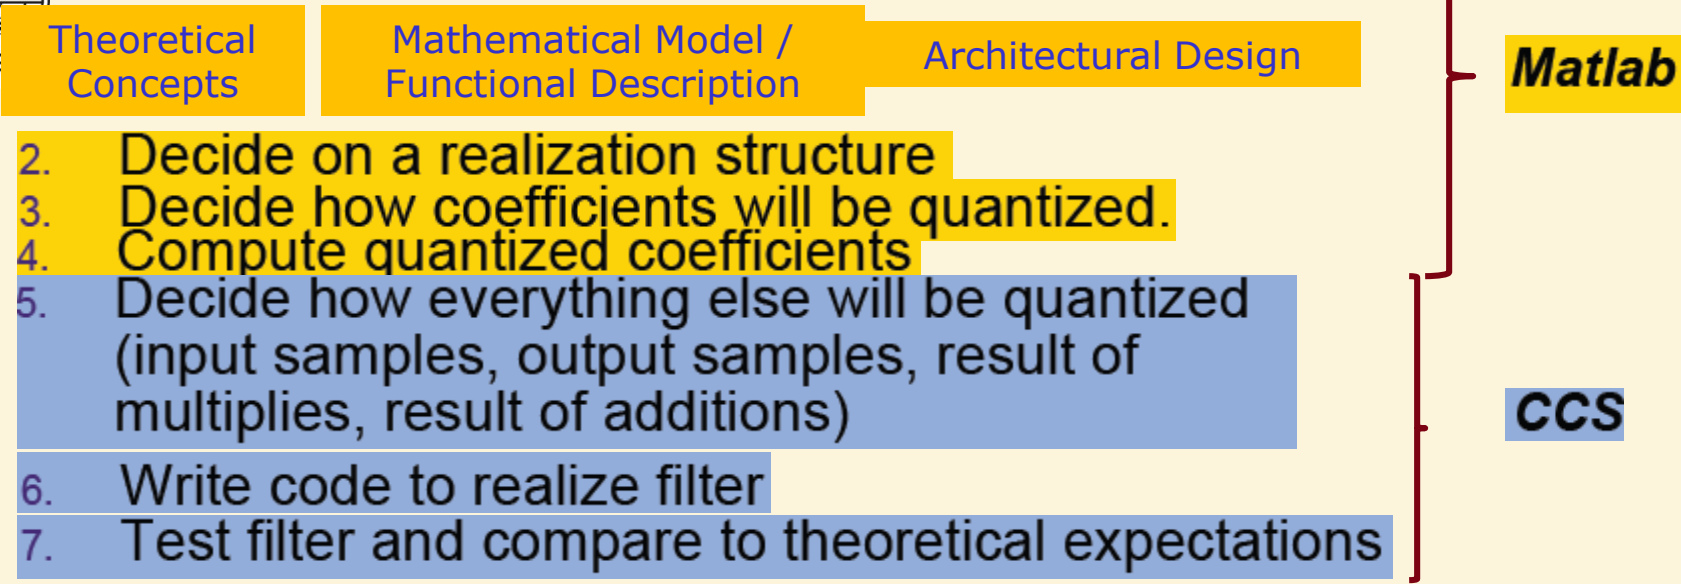 Theoretical
Concepts
Mathematical Model /
Functional Description
Architectural Design
Matlab
2. Decide on a realization structure
3. Decide how coefficients will be quantized.
4. Compute quantized coefficients
5. Decide how everything else will be quantized
(input samples, output samples, result of
multiplies, result of additions)
CCS
6. Write code to realize filter
7. Test filter and compare to theoretical expectations